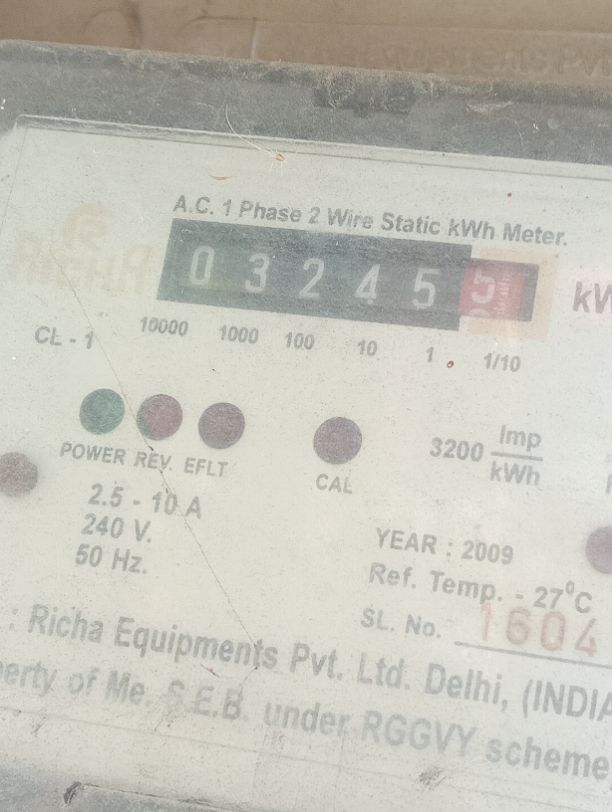 A.C. 1 Phase 2 Wire Static kWh Meter.
0 3 2 4 5 5
10000 1000 100 10 1 1/10
CL - 1
POWER REV. EFLT
CAL
3200 Imp
kWh
2.5 - 10 A
240 V.
50 Hz.
YEAR : 2009
Ref. Temp. - 27⁰C
SL. No. 1604
: Richa Equipments Pvt. Ltd. Delhi, (INDIA
erty of Me. S.E.B. under RGGVY scheme